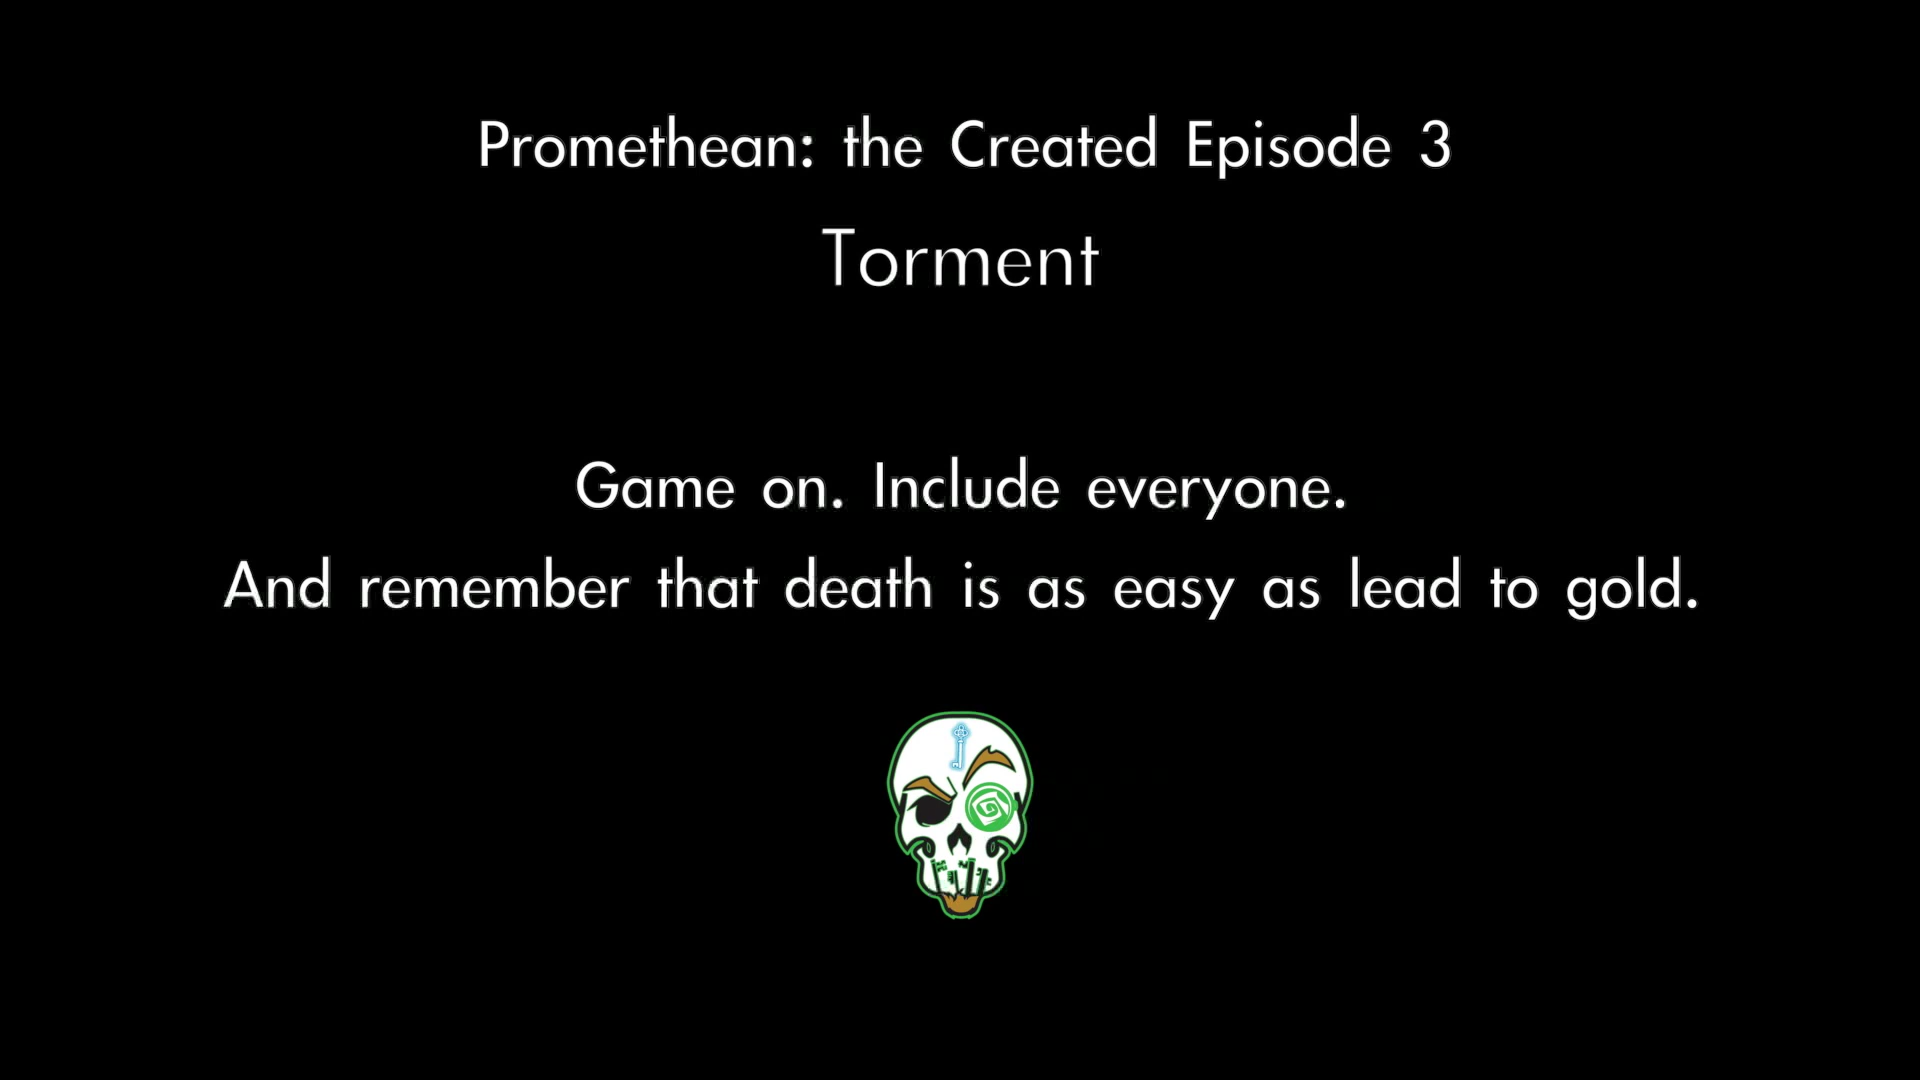 Promethean: the Created Episode 3
Torment
Game on. Include everyone.
And remember that death is as easy as lead to gold.